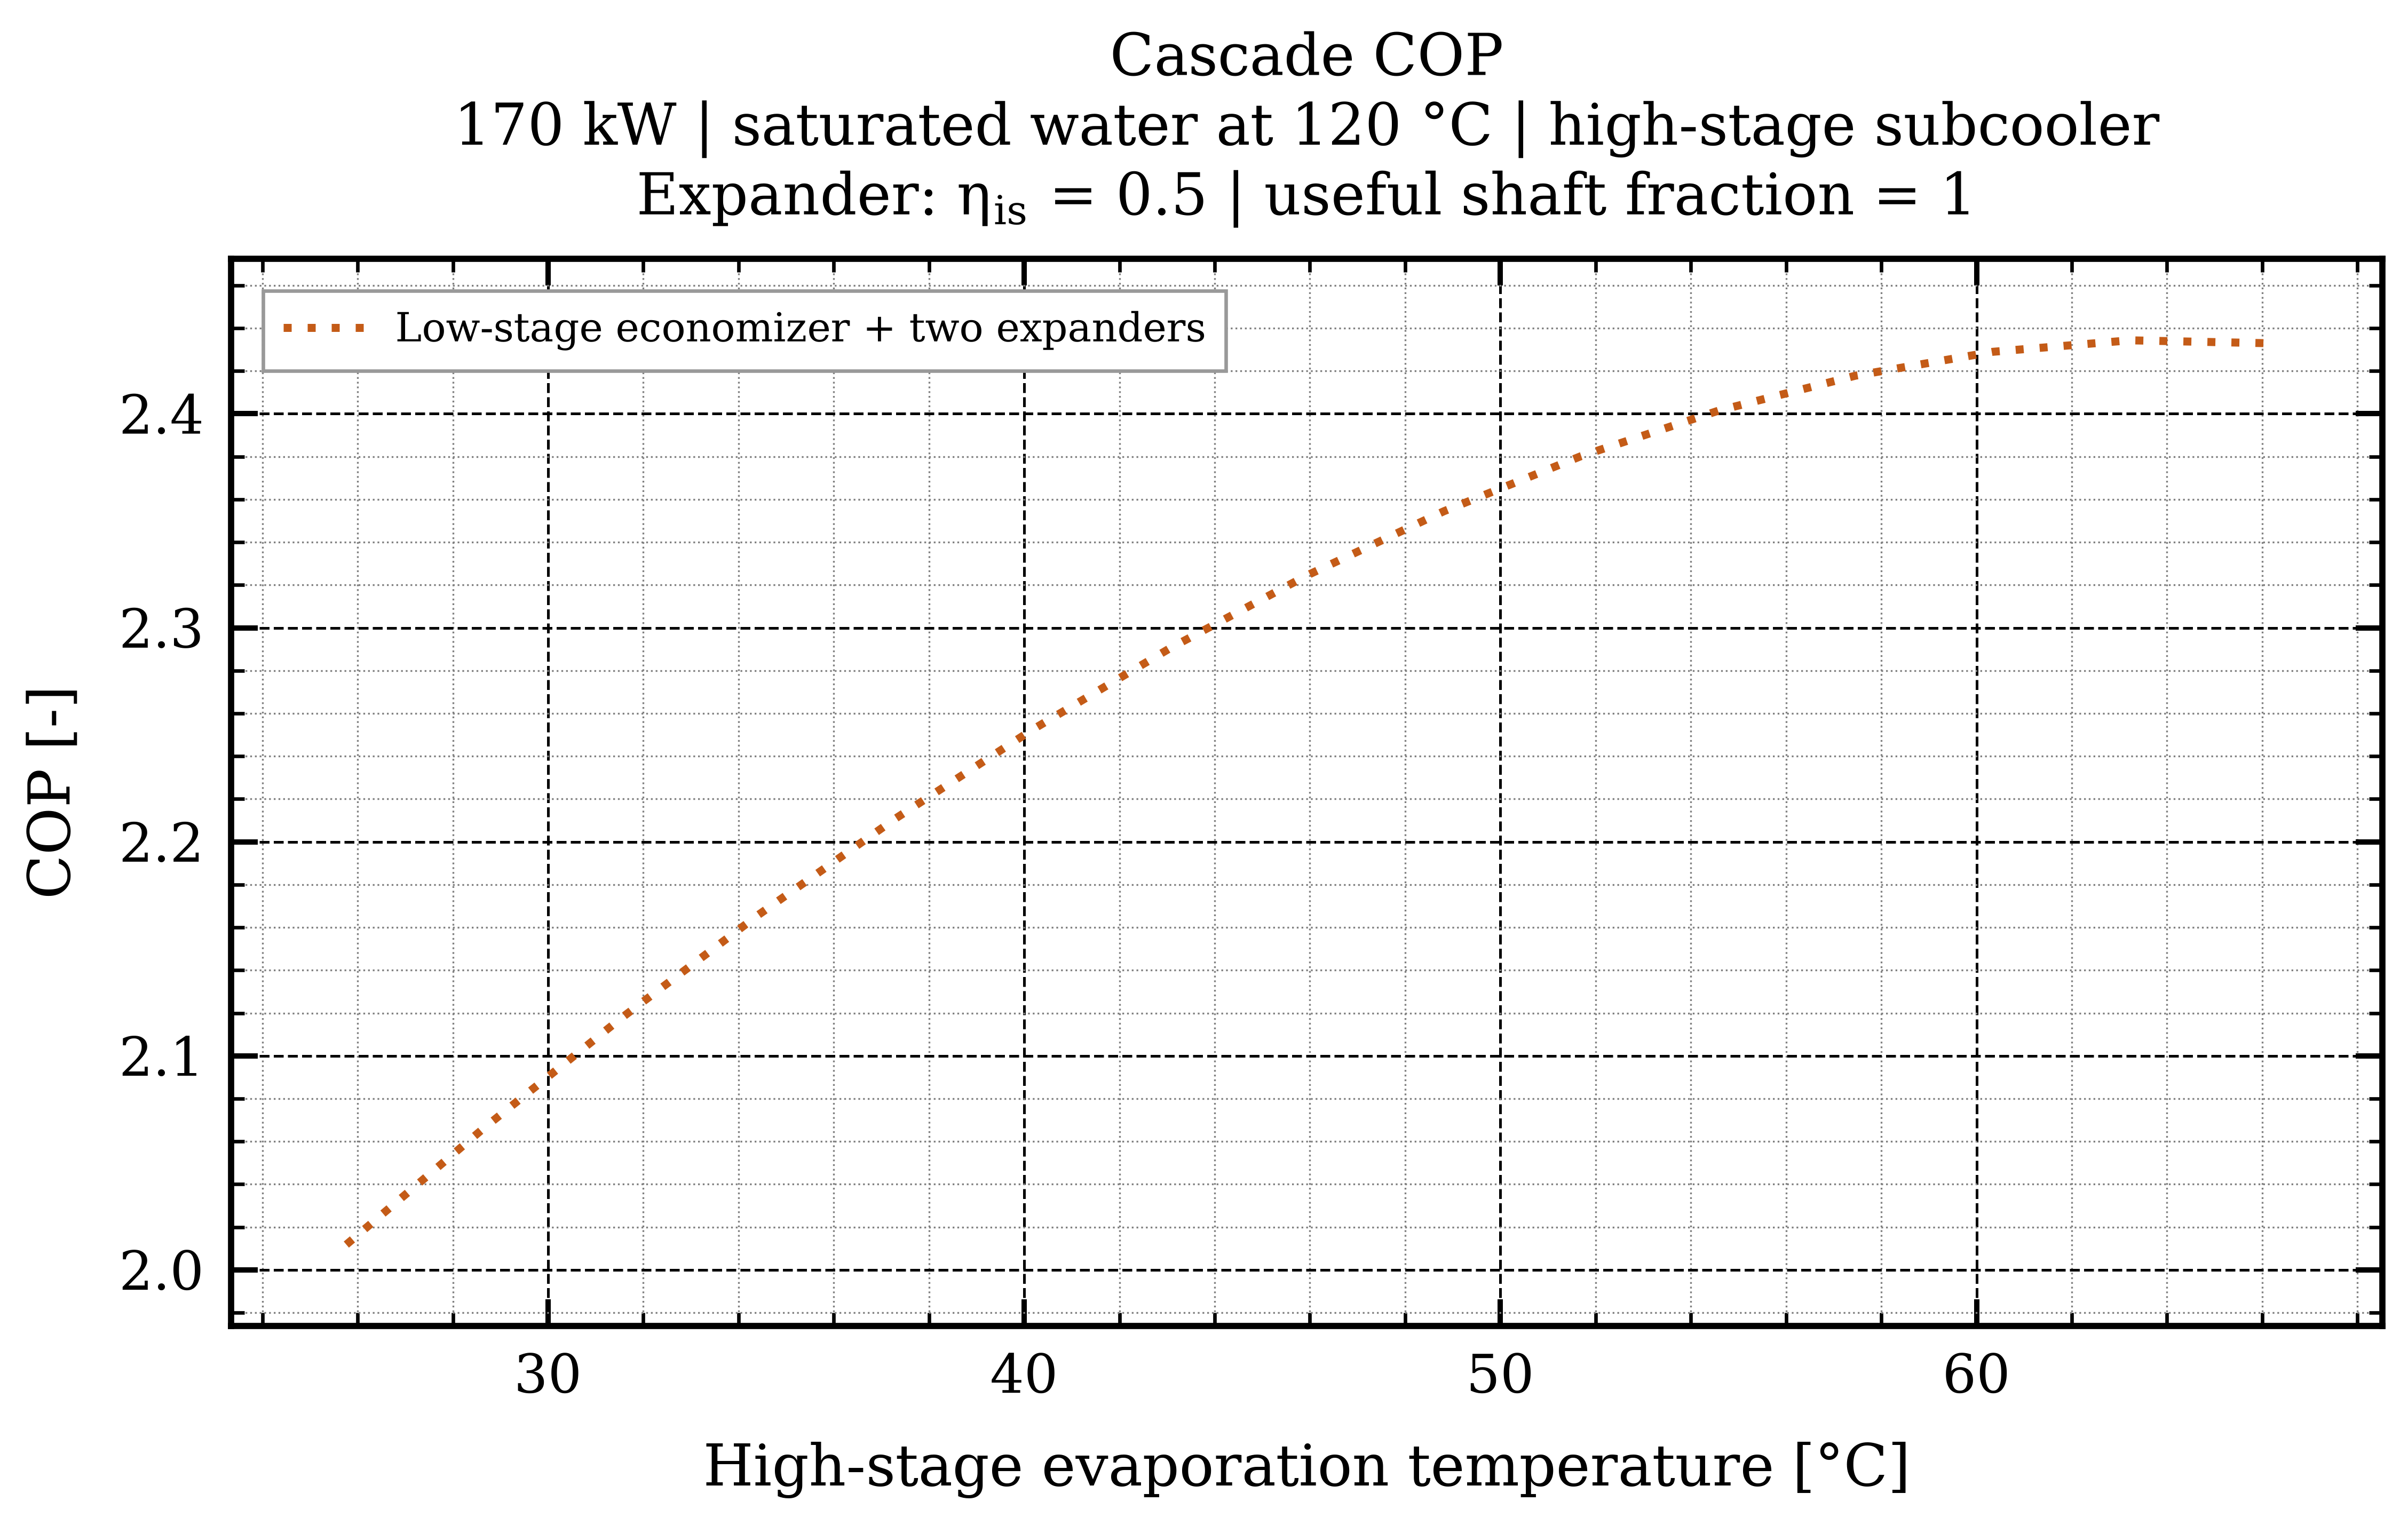 Cascade COP
170 kW | saturated water at 120 °C | high-stage subcooler
Expander: ηis = 0.5 | useful shaft fraction = 1
Low-stage economizer + two expanders
2.4
2.3
2.2
2.1
2.0
COP [-]
30 40 50 60
High-stage evaporation temperature [°C]